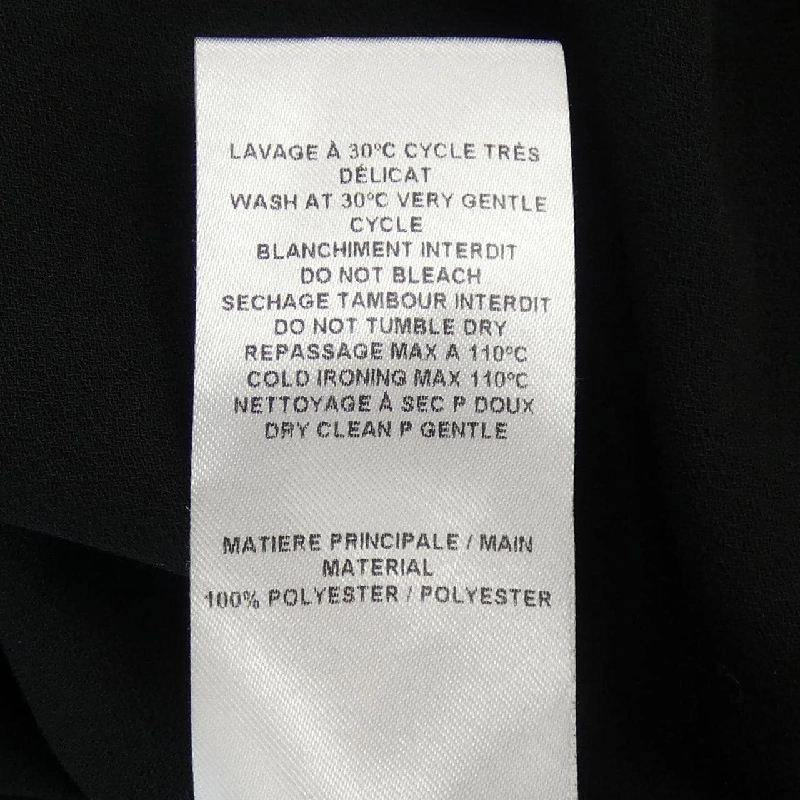 LAVAGE À 30°C CYCLE TRÈS
DÉLICAT
WASH AT 30°C VERY GENTLE
CYCLE
BLANCHIMENT INTERDIT
DO NOT BLEACH
SECHAGE TAMBOUR INTERDIT
DO NOT TUMBLE DRY
REPASSAGE MAX A 110°C
COLD IRONING MAX 110°C
NETTOYAGE À SEC P DOUX
DRY CLEAN P GENTLE
MATIERE PRINCIPALE / MAIN
MATERIAL
100% POLYESTER / POLYESTER